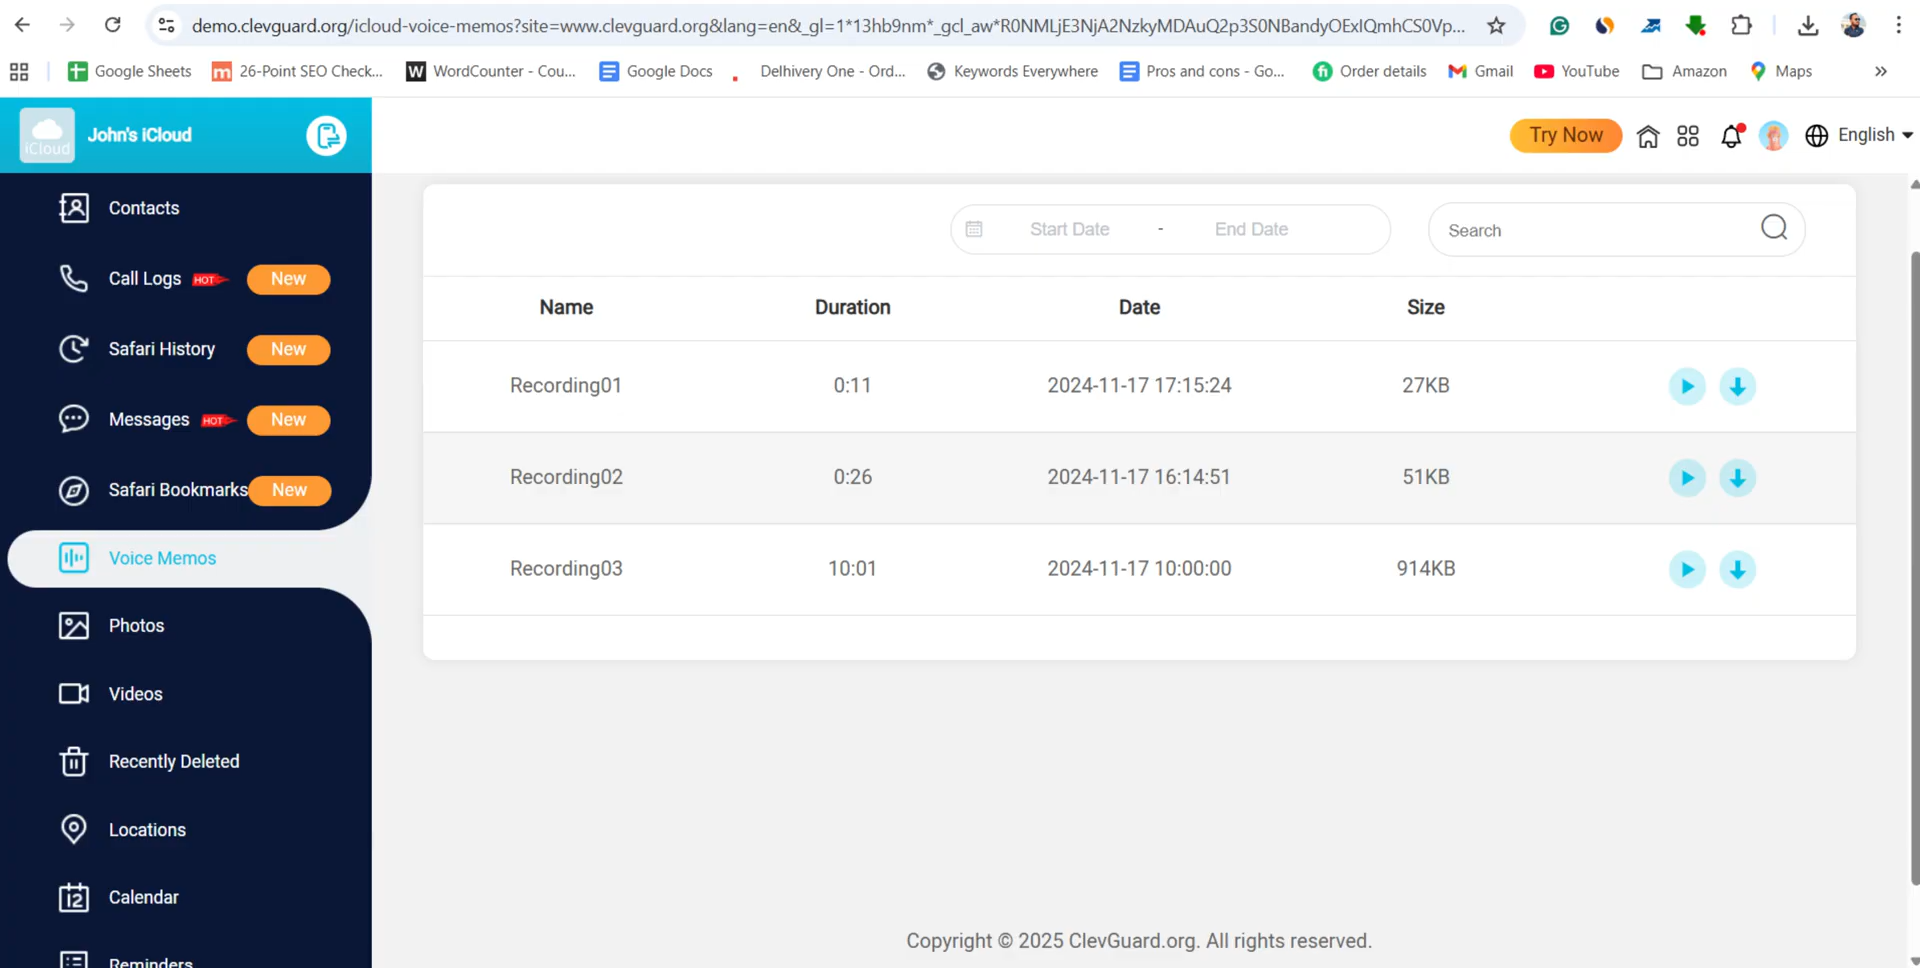 demo.clevguard.org/icloud-voice-memos?site=www.clevguard.org&lang=en&_gl=1*13hb9nm*_gcl_aw*R0NMLjE3NjA2NzkyMDAuQ2p3S0NBandyOExIQmhCS0Vp...
Google Sheets
m 26-Point SEO Check...
W WordCounter - Cou...
Google Docs
Delhivery One - Ord...
Keywords Everywhere
Pros and cons - Go...
fi Order details
Gmail
YouTube
Amazon
Maps
»
iCloud
John's iCloud
Try Now
English
Contacts
Call Logs HOT New
Safari History New
Messages HOT New
Safari Bookmarks New
Voice Memos
Photos
Videos
Recently Deleted
Locations
12 Calendar
Reminders
Start Date - End Date
Search
Name Duration Date Size
Recording01 0:11 2024-11-17 17:15:24 27KB
Recording02 0:26 2024-11-17 16:14:51 51KB
Recording03 10:01 2024-11-17 10:00:00 914KB
Copyright © 2025 ClevGuard.org. All rights reserved.